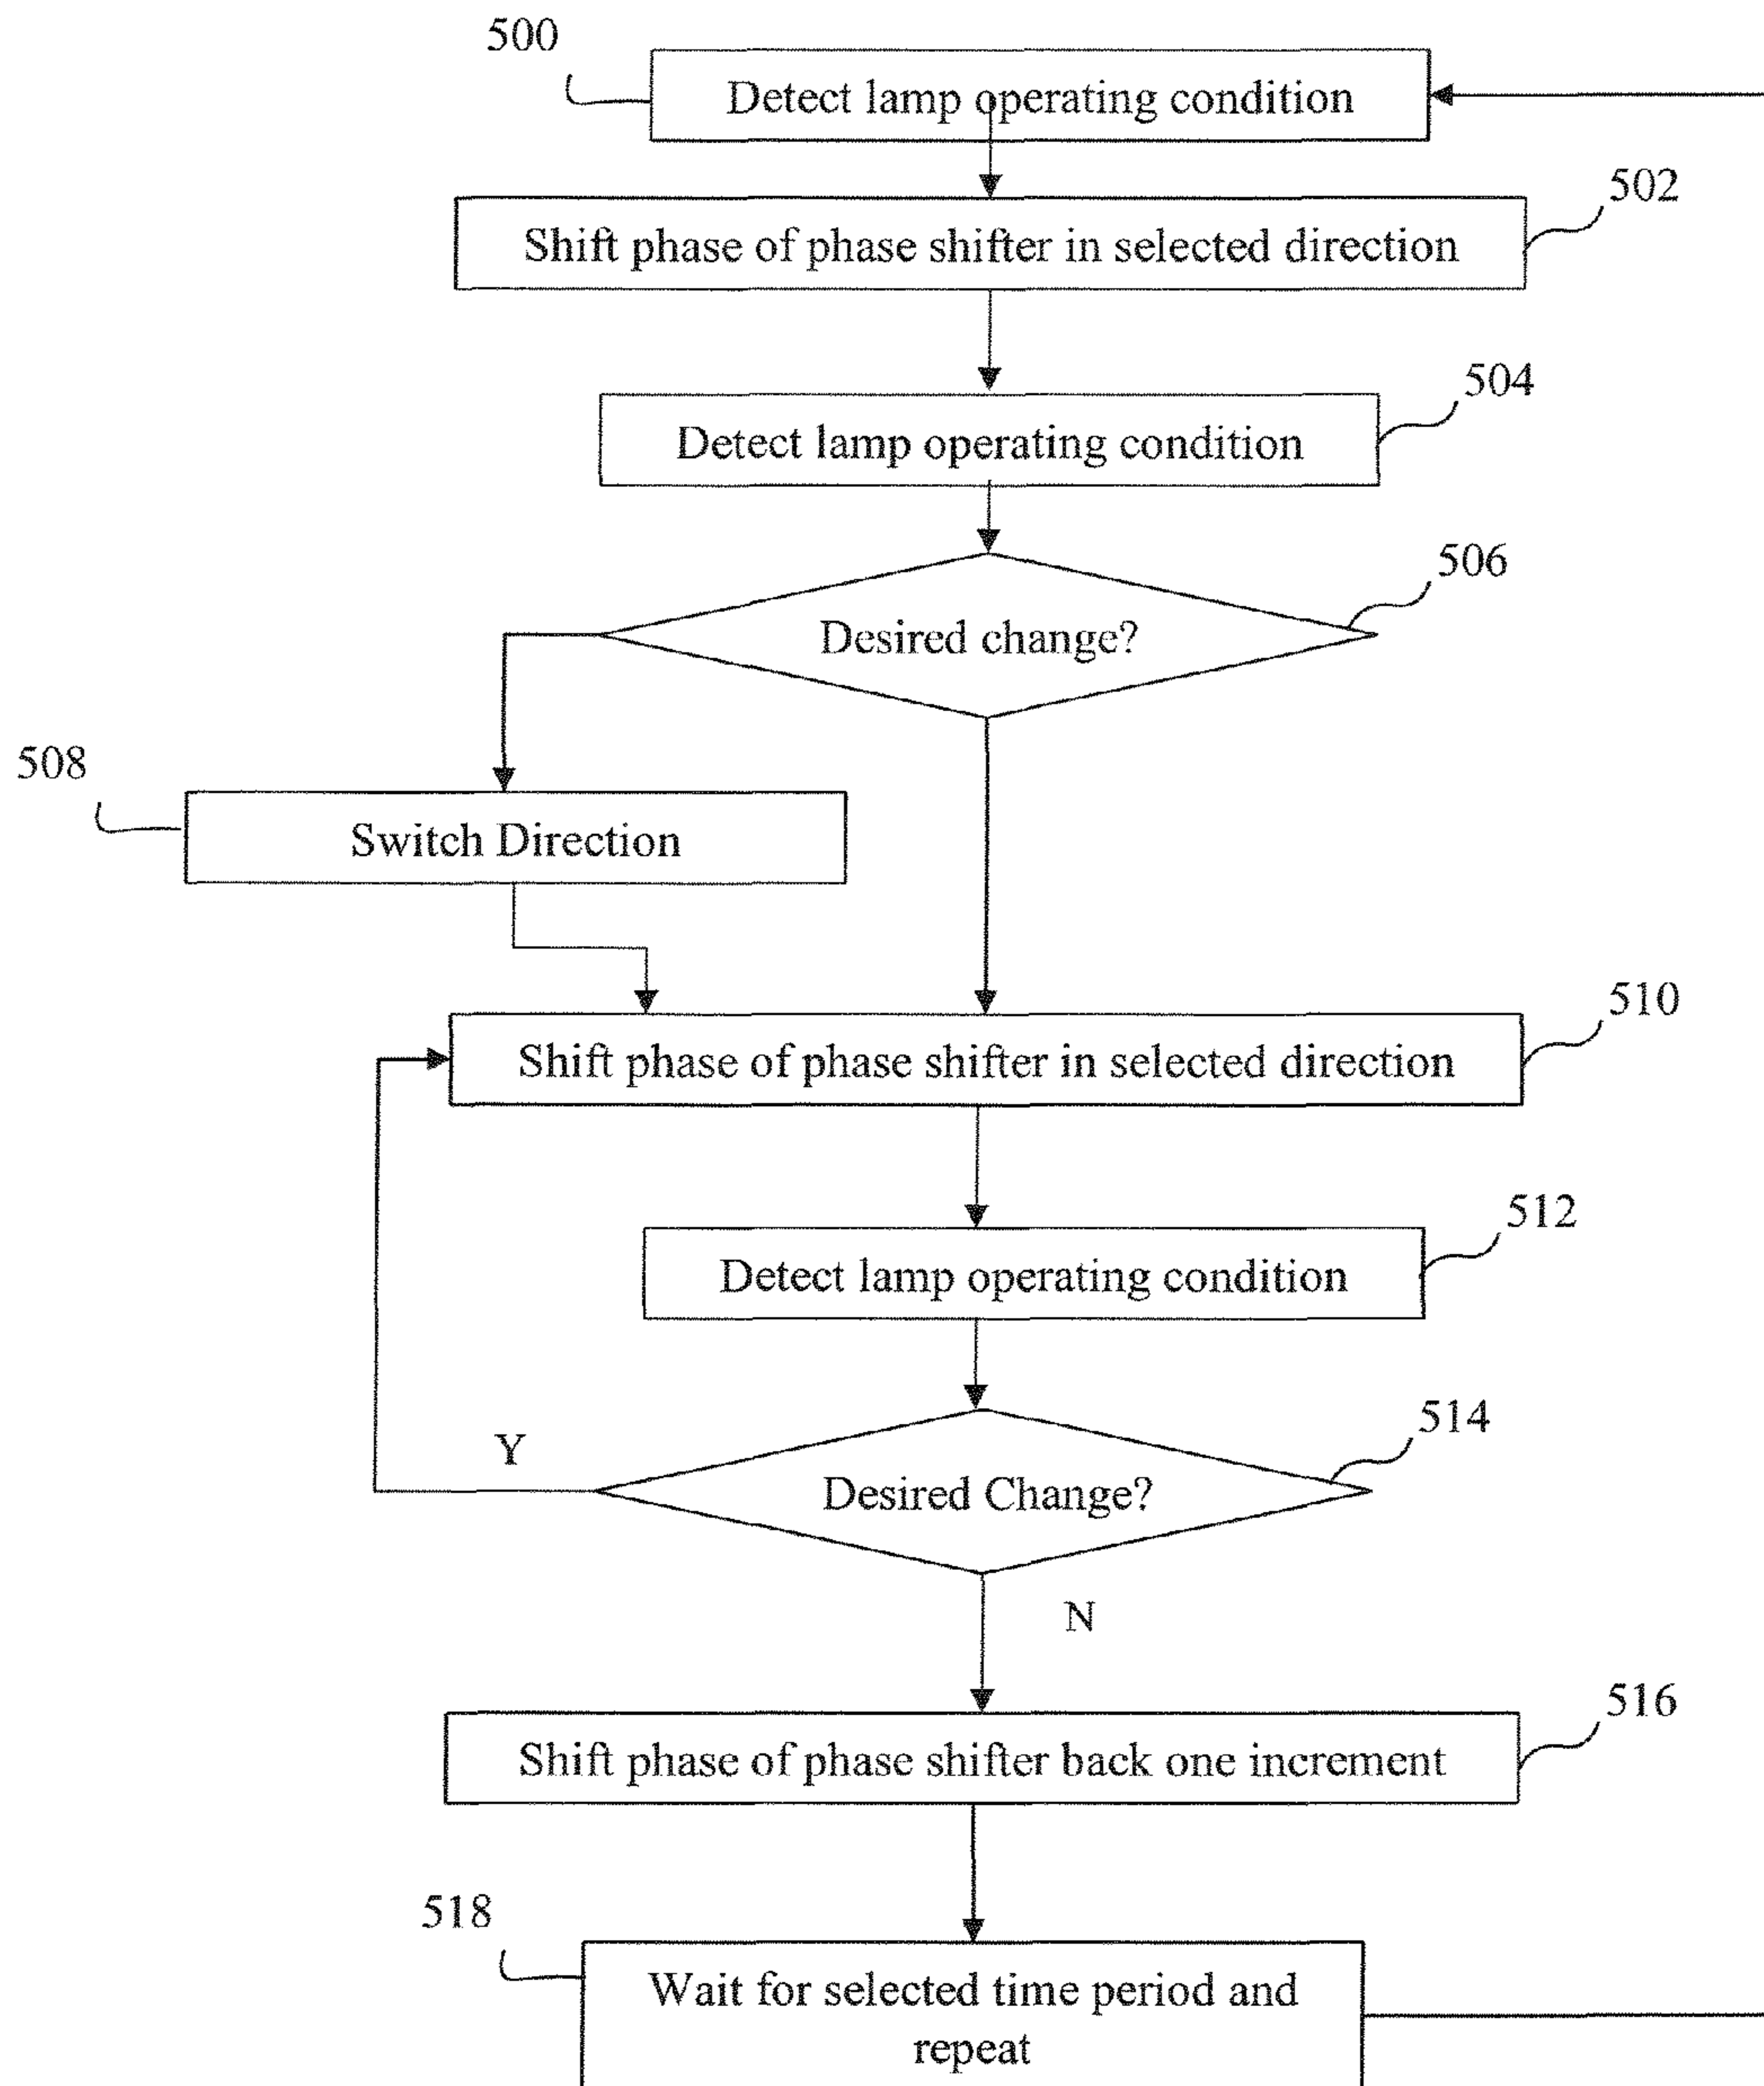 500
Detect lamp operating condition
502
Shift phase of phase shifter in selected direction
504
Detect lamp operating condition
506
Desired change?
508
Switch Direction
510
Shift phase of phase shifter in selected direction
512
Detect lamp operating condition
514
Y
Desired Change?
N
516
Shift phase of phase shifter back one increment
518
Wait for selected time period and
repeat